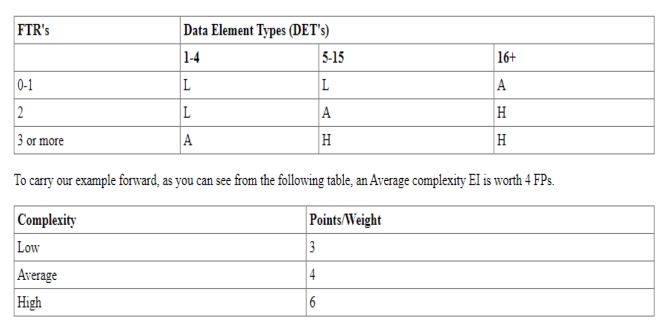 FTR's Data Element Types (DET's)
1-4 5-15 16+
0-1 L L A
2 L A H
3 or more A H H
To carry our example forward, as you can see from the following table, an Average complexity EI is worth 4 FPs.
Complexity Points/Weight
Low 3
Average 4
High 6